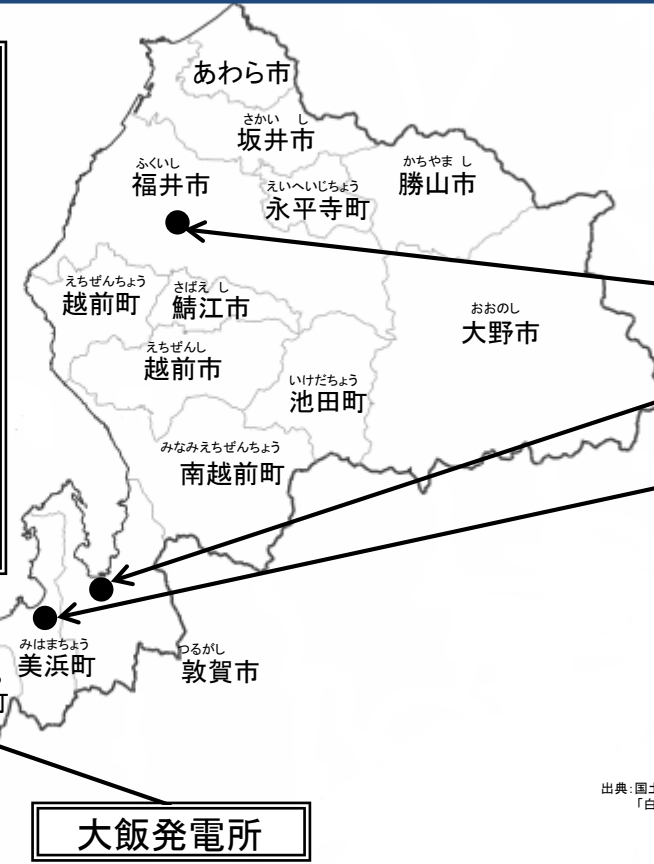 あわら市
さかい し
坂井市
ふくいし
福井市
えいへいじちょう
永平寺町
かちやま し
勝山市
えちぜんちょう
越前町
さばえ し
鯖江市
おおのし
大野市
えちぜんし
越前市
いけだちょう
池田町
みなみえちぜんちょう
南越前町
みはまちょう
美浜町
つるがし
敦賀市
町
大飯発電所
出典:国土
「白